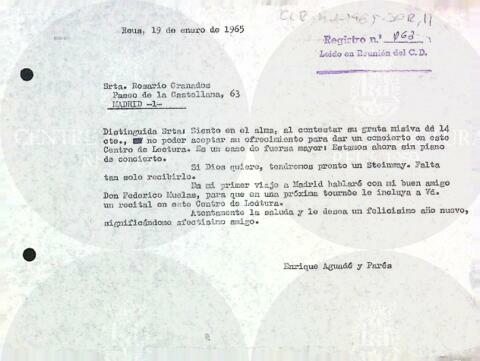 Reus, 19 de enero de 1965
Registro n.º 063
Leido en Reunión del C.D.
Srta. Rosario Granados
Paseo de la Castellana, 63
MADRID -1-
Distinguida Srta: Siento en el alma, al contestar su grata misiva de 14
cte., no poder aceptar su ofrecimiento para dar un concierto en este
Centro de Lectura. Es un caso de fuerza mayor: Estamos ahora sin piano
de concierto.
Si Dios quiere, tendremos pronto un Steinway. Falta
tan solo recibirlo.
En mi primer viaje a Madrid hablaré con mi buen amigo
Don Federico Muelas, para que en una próxima tournée le incluya a Vd.
un recital en este Centro de Lectura.
Atentamente la saluda y le desea un felicisimo año nuevo,
significándome afectísimo amigo.
Enrique Aguadé y Parés